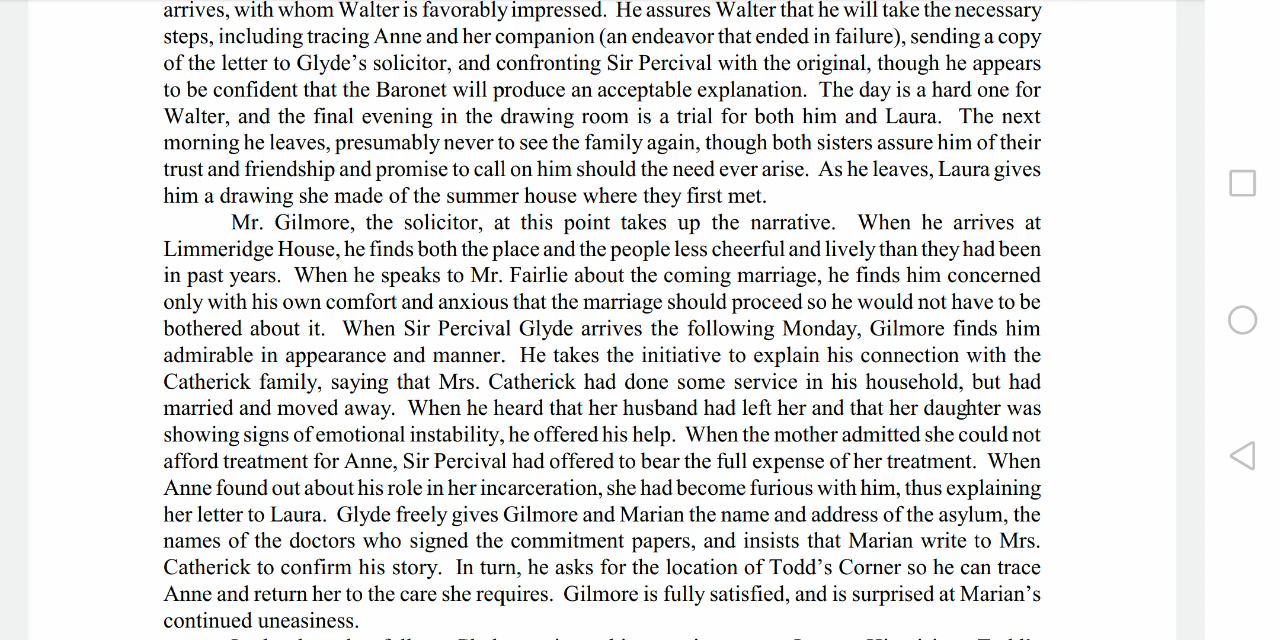 arrives, with whom Walter is favorably impressed. He assures Walter that he will take the necessary
steps, including tracing Anne and her companion (an endeavor that ended in failure), sending a copy
of the letter to Glyde's solicitor, and confronting Sir Percival with the original, though he appears
to be confident that the Baronet will produce an acceptable explanation. The day is a hard one for
Walter, and the final evening in the drawing room is a trial for both him and Laura. The next
morning he leaves, presumably never to see the family again, though both sisters assure him of their
trust and friendship and promise to call on him should the need ever arise. As he leaves, Laura gives
him a drawing she made of the summer house where they first met.
Mr. Gilmore, the solicitor, at this point takes up the narrative. When he arrives at
Limmeridge House, he finds both the place and the people less cheerful and lively than they had been
in past years. When he speaks to Mr. Fairlie about the coming marriage, he finds him concerned
only with his own comfort and anxious that the marriage should proceed so he would not have to be
bothered about it. When Sir Percival Glyde arrives the following Monday, Gilmore finds him
admirable in appearance and manner. He takes the initiative to explain his connection with the
Catherick family, saying that Mrs. Catherick had done some service in his household, but had
married and moved away. When he heard that her husband had left her and that her daughter was
showing signs of emotional instability, he offered his help. When the mother admitted she could not
afford treatment for Anne, Sir Percival had offered to bear the full expense of her treatment. When
Anne found out about his role in her incarceration, she had become furious with him, thus explaining
her letter to Laura. Glyde freely gives Gilmore and Marian the name and address of the asylum, the
names of the doctors who signed the commitment papers, and insists that Marian write to Mrs.
Catherick to confirm his story. In turn, he asks for the location of Todd's Corner so he can trace
Anne and return her to the care she requires. Gilmore is fully satisfied, and is surprised at Marian's
continued uneasiness.